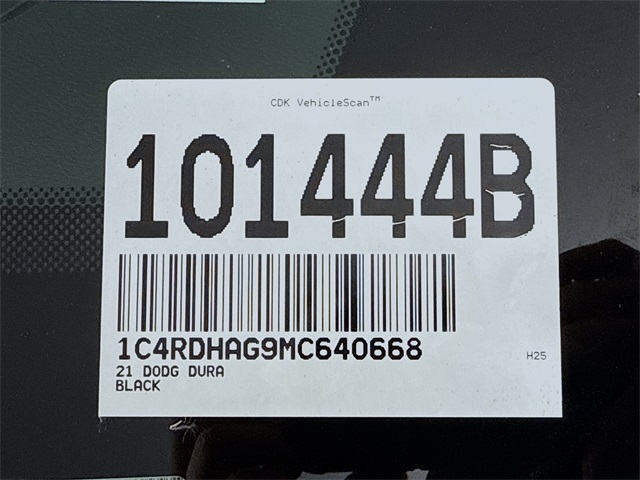 CDK VehicleScan™
101444B
1C4RDHAG9MC640668
H25
21 DODG DURA
BLACK